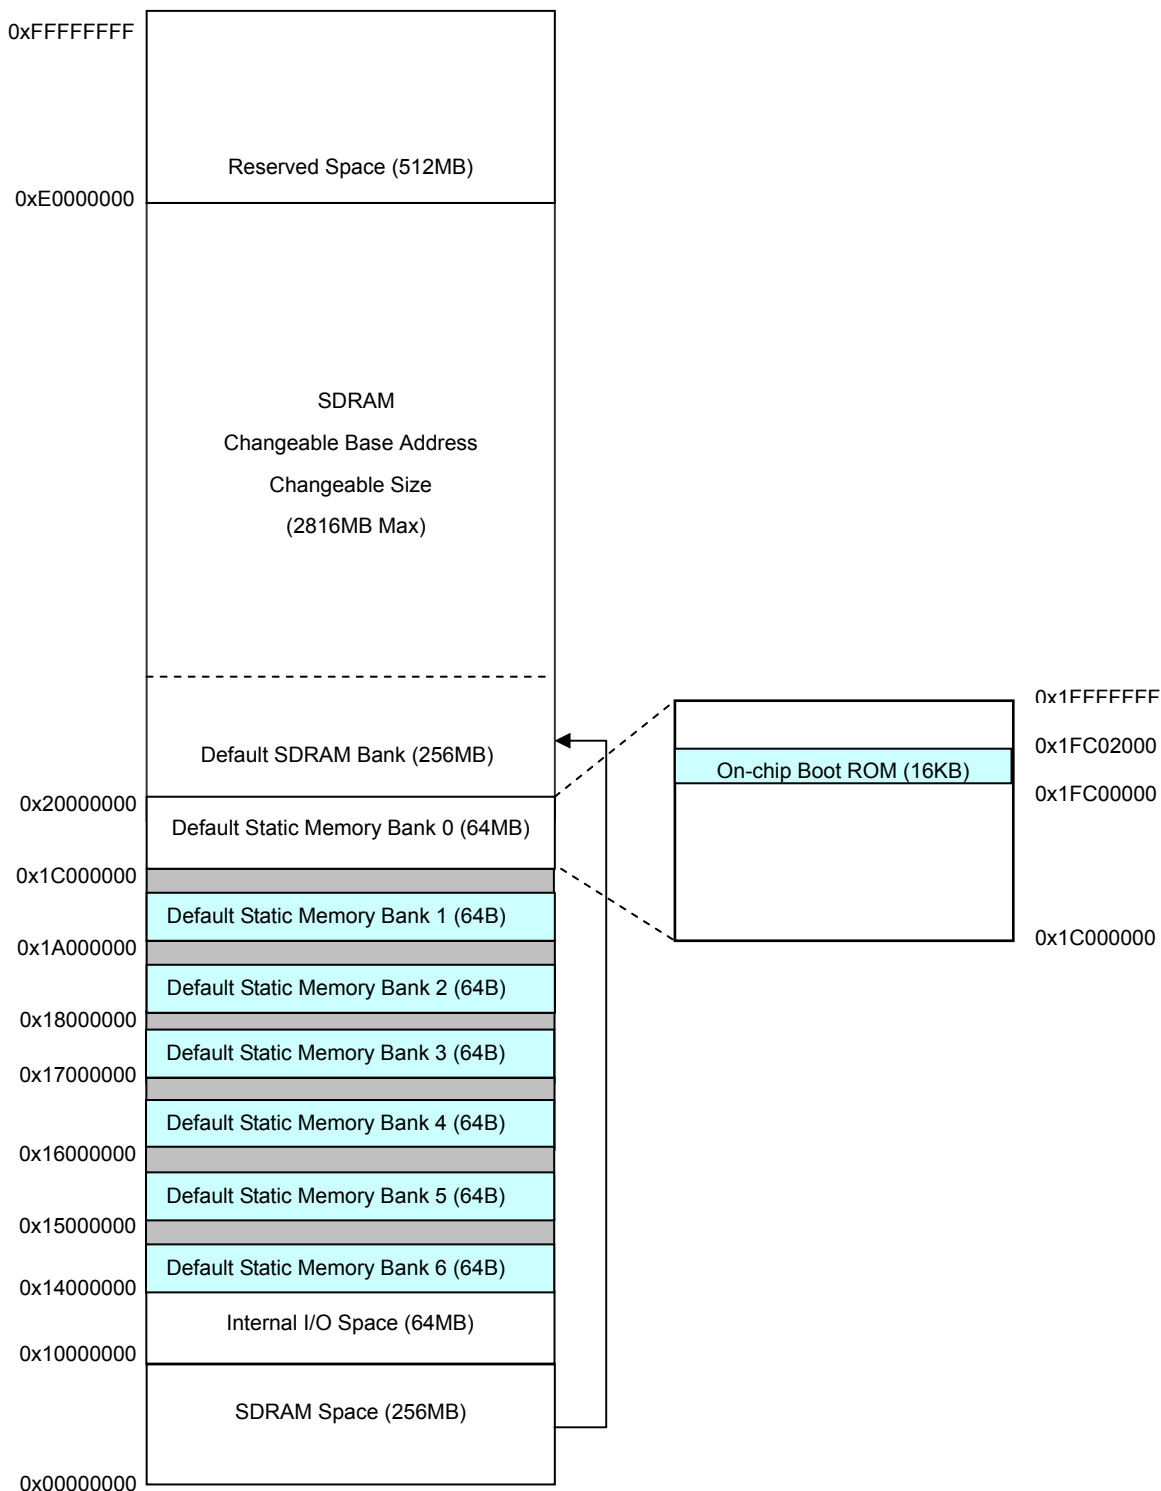 0xFFFFFFFF
Reserved Space (512MB)
0xE0000000
SDRAM
Changeable Base Address
Changeable Size
(2816MB Max)
Default SDRAM Bank (256MB)
0x20000000
Default Static Memory Bank 0 (64MB)
0x1C000000
Default Static Memory Bank 1 (64B)
0x1A000000
Default Static Memory Bank 2 (64B)
0x18000000
Default Static Memory Bank 3 (64B)
0x17000000
Default Static Memory Bank 4 (64B)
0x16000000
Default Static Memory Bank 5 (64B)
0x15000000
Default Static Memory Bank 6 (64B)
0x14000000
Internal I/O Space (64MB)
0x10000000
SDRAM Space (256MB)
0x00000000
0x1FFFFFFF
0x1FC02000
On-chip Boot ROM (16KB)
0x1FC00000
0x1C000000